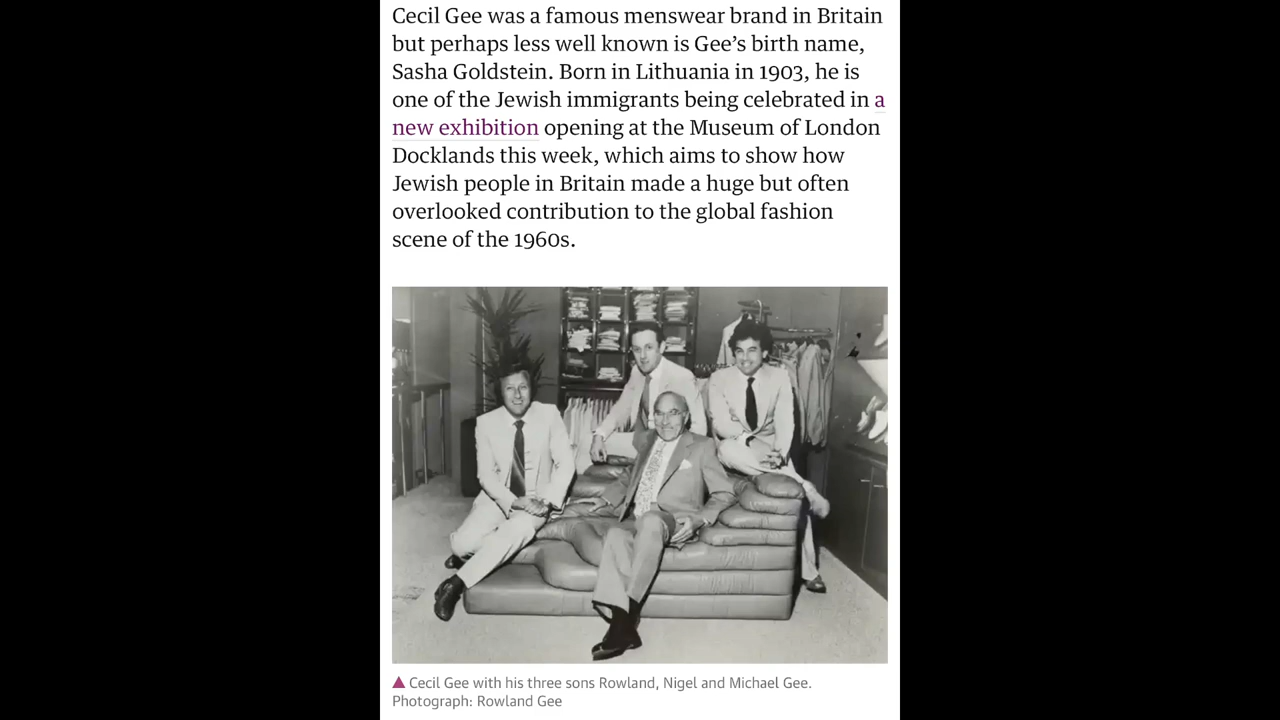 Cecil Gee was a famous menswear brand in Britain
but perhaps less well known is Gee’s birth name,
Sasha Goldstein. Born in Lithuania in 1903, he is
one of the Jewish immigrants being celebrated in a
new exhibition opening at the Museum of London
Docklands this week, which aims to show how
Jewish people in Britain made a huge but often
overlooked contribution to the global fashion
scene of the 1960s.
Cecil Gee with his three sons Rowland, Nigel and Michael Gee.
Photograph: Rowland Gee